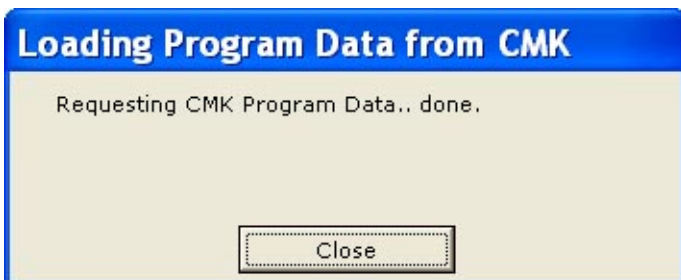 Loading Program Data from CMK
Requesting CMK Program Data.. done.
Close